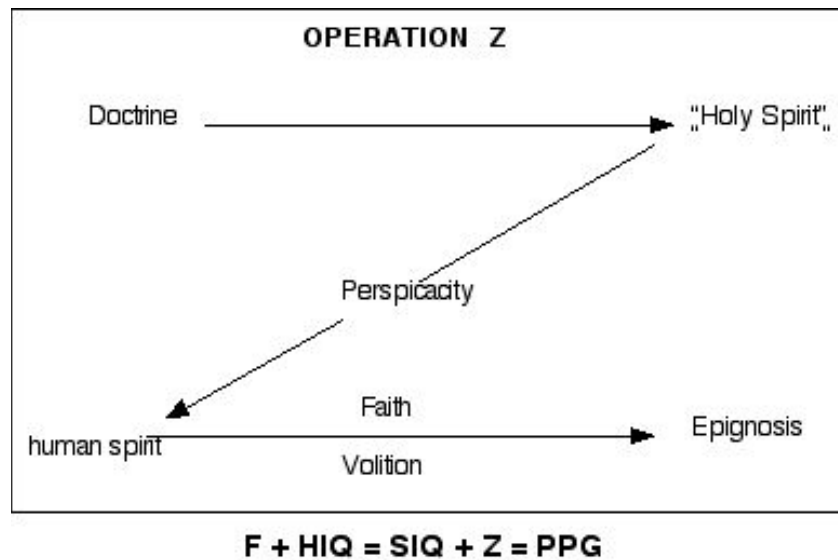 OPERATION Z
Doctrine
"Holy Spirit"
Perspicacity
Faith
human spirit
Epignosis
Volition
F + HIQ = SIQ + Z = PPG